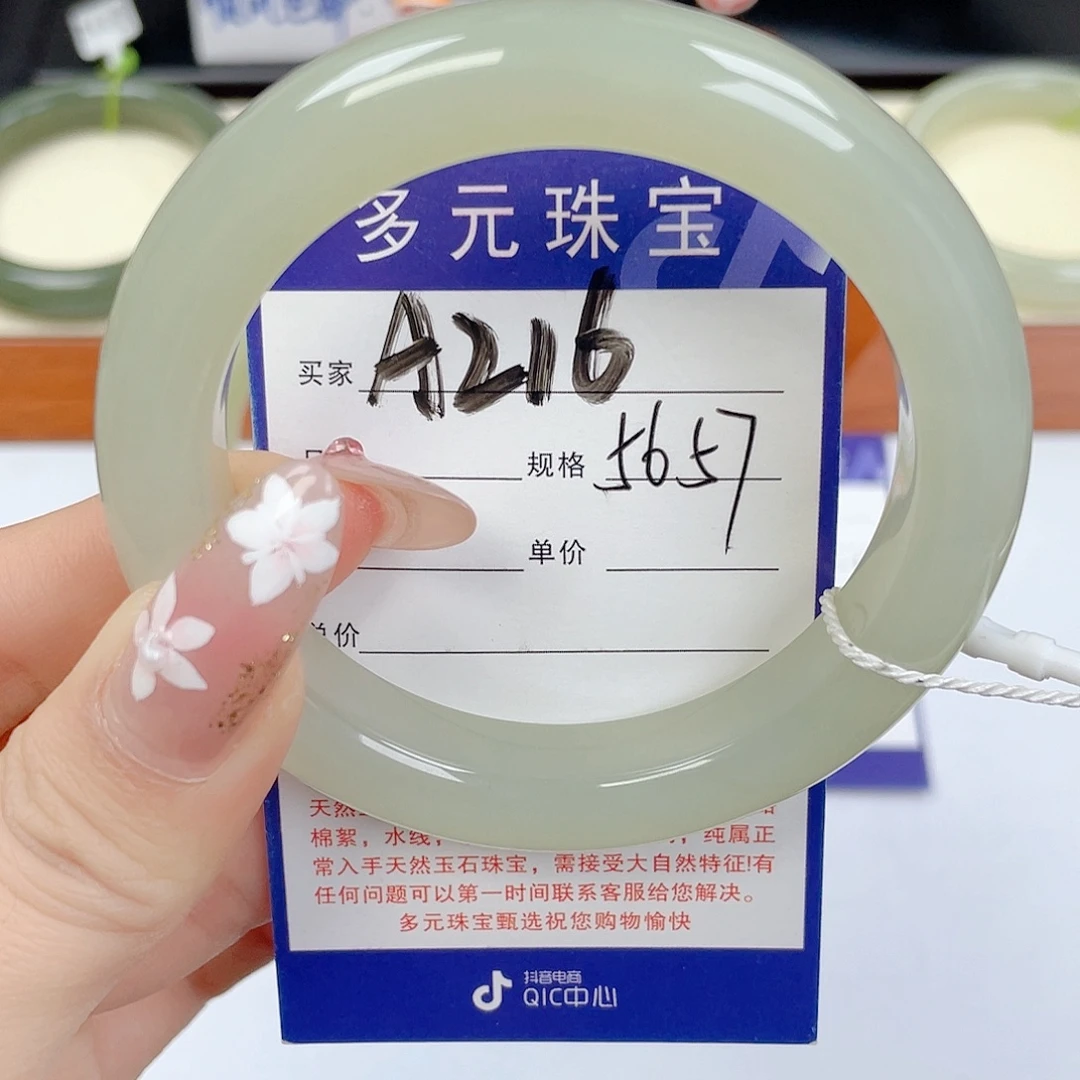 多元珠宝
买家 A216
规格 5657
单价
价
天然
棉絮，水线，
，纯属正
常入手天然玉石珠宝，需接受大自然特征!有
任何问题可以第一时间联系客服给您解决。
多元珠宝甄选祝您购物愉快
抖音电商
QIC中心